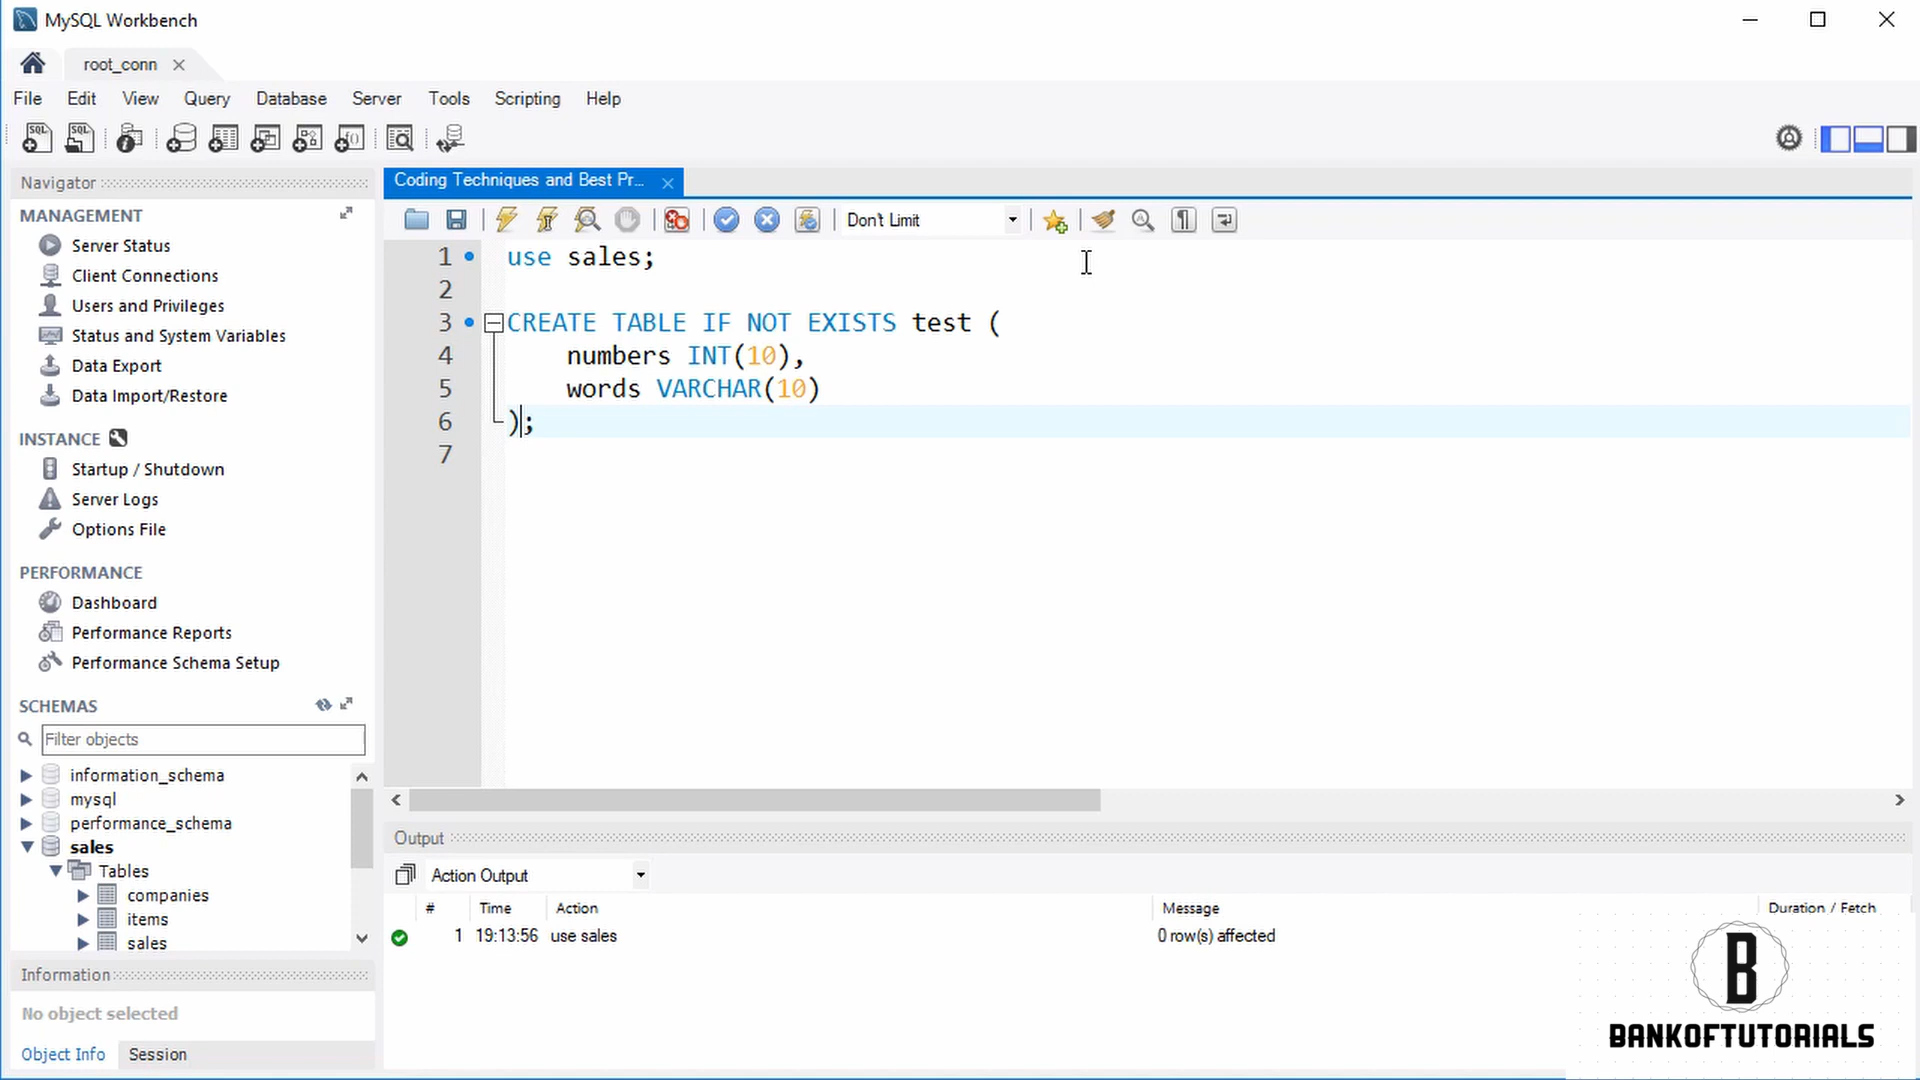 MySQL Workbench
root_conn
File Edit View Query Database Server Tools Scripting Help
Navigator
MANAGEMENT
Server Status
Client Connections
Users and Privileges
Status and System Variables
Data Export
Data Import/Restore
INSTANCE
Startup / Shutdown
Server Logs
Options File
PERFORMANCE
Dashboard
Performance Reports
Performance Schema Setup
SCHEMAS
Filter objects
information_schema
mysql
performance_schema
sales
Tables
companies
items
sales
Information
No object selected
Object Info Session
Coding Techniques and Best Pr...
Don't Limit
1 use sales;
2
3 CREATE TABLE IF NOT EXISTS test (
4 numbers INT(10),
5 words VARCHAR(10)
6 );
7
Output
Action Output
# Time Action Message Duration / Fetch
1 19:13:56 use sales 0 row(s) affected
B
BANKOFTUTORIALS